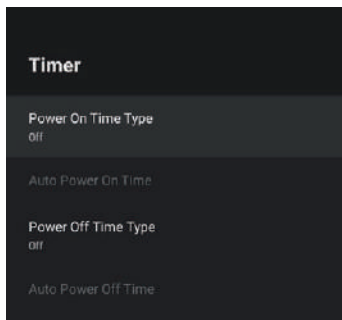 Timer
Power On Time Type
Off
Auto Power On Time
Power Off Time Type
Off
Auto Power Off Time